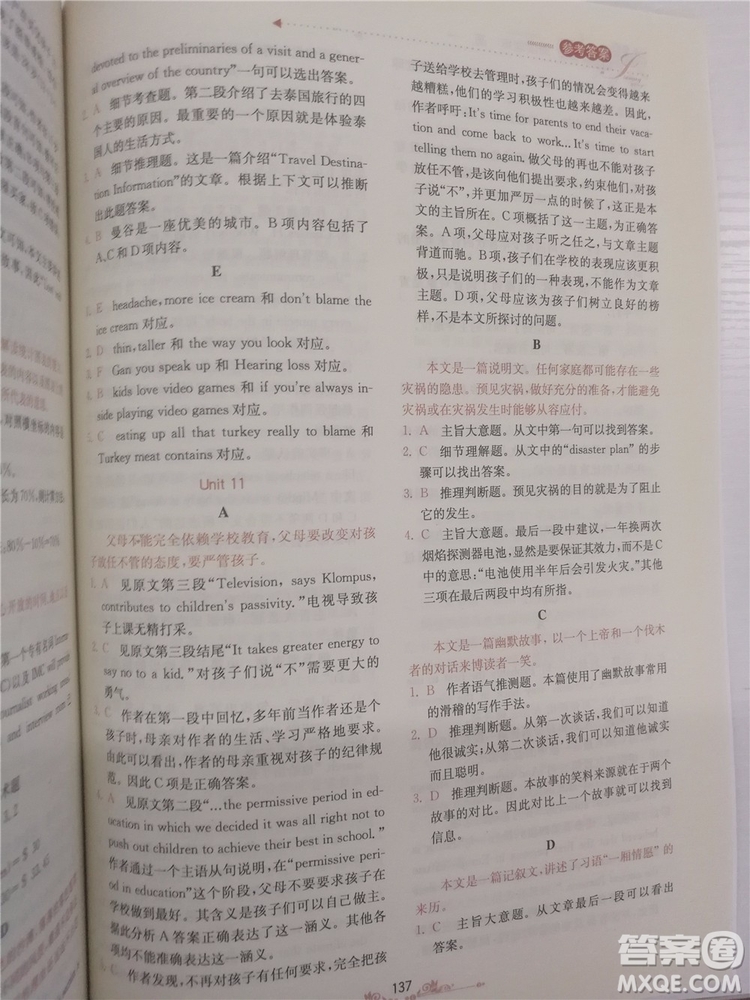 参考答案
devoted to the preliminaries of a visit and a gener-
al overview of the country”一句可以选出答案。
2. A 细节考查题。第二段介绍了去泰国旅行的四
个主要的原因。最重要的一个原因就是体验泰
国人的生活方式。
3. A 细节推理题。这是一篇介绍“Travel Destina-
tion Information”的文章。根据上下文可以推断
出此题答案。
4. B 曼谷是一座优美的城市。B项内容包括了
A,C和D项内容。
E
1. E headache, more ice cream 和 don't blame the
ice cream 对应。
2. D thin, taller 和 the way you look 对应。
3. F Gan you speak up 和 Hearing loss 对应。
4. B kids love video games 和 if you're always in-
side playing video games 对应。
5. C eating up all that turkey really to blame 和
Turkey meat contains 对应。
Unit 11
A
父母不能完全依赖学校教育,父母要改变对孩
子放任不管的态度,要严管孩子。
1. A 见原文第三段“Television, says Klompus,
contributes to children's passivity.”电视导致孩
子上课无精打采。
2. C 见原文第三段结尾“It takes greater energy to
say no to a kid.”对孩子们说“不”需要更大的
勇气。
3. C 作者在第一段中回忆,多年前当作者还是个
孩子时,母亲对作者的生活、学习严格地要求。从
此可以看出,作者的母亲重视对孩子的纪律规
范。因此C项是正确答案。
4. A 见原文第二段“…the permissive period in ed-
ucation in which we decided it was all right not to
push out children to achieve their best in school.”
作者通过一个主语从句说明,在“permissive peri-
od in education”这个阶段,父母不要要求孩子在
学校做到最好。其含义是孩子们可以自己做主。
据此分析A答案正确表达了这一涵义。其他几
项均不能正确表达这一涵义。
5. C 作者发现,不再对孩子有任何要求,完全把孩
子送给学校去管理时,孩子们的情况会变得越来
越糟糕,他们的学习积极性也越来越差。因此,
作者呼吁:It's time for parents to end their vaca-
tion and come back to work... It's time to start
telling them no again. 做父母的再也不能对孩子
放任不管,是该向他们提出要求,约束他们,对孩
子说“不”,并更加严厉一点的时候了,这正是本
文的主旨所在。C项概括了这一主题,为正确答
案。A项,父母应对孩子听之任之,与文章主题
背道而驰。B项,孩子们在学校的表现应该更积
极,只是说明孩子们的一种表现,不能作为文章
主题。D项,父母应该为孩子们树立良好的榜
样,不是本文所探讨的问题。
B
本文是一篇说明文。任何家庭都可能存在一些
灾祸的隐患。预见灾祸,做好充分的准备,才能避免
灾祸或在灾祸发生时能够从容应付。
1. A 主旨大意题。从文中第一句可以找到答案。
2. C 细节理解题。从文中的“disaster plan”的步
骤可以找出答案。
3. B 推理判断题。预见灾祸的目的就是为了阻止
它的发生。
4. C 主旨大意题。最后一段中,建议一年换两次
烟焰探测器电池,显然是要保证其效力,也就是C
中的意思:“电池使用半年后会引发火灾。”其他
三项在最后两段中均有所指。
C
本文是一篇幽默故事,以一个上帝和一个伐木
者的对话来博读者一笑。
1. B 作者语气推测题。本篇使用了幽默故事常用
的滑稽的写作手法。
2. D 推理判断题。从第一次谈话,我们可以知道
他很诚实;从第二次谈话,我们可以知道他诚实
而且聪明。
3. D 推理判断题。本故事的笑料来源就在于故
事的对比。因此,从上一个故事就可以找到
信息。
D
本文是一篇记叙文,讲述了习语“一厢情愿”的
来历。
1. C 主旨大意题。从文章最后一段可以看出
答案。
137
答案圈
MXQE.COM